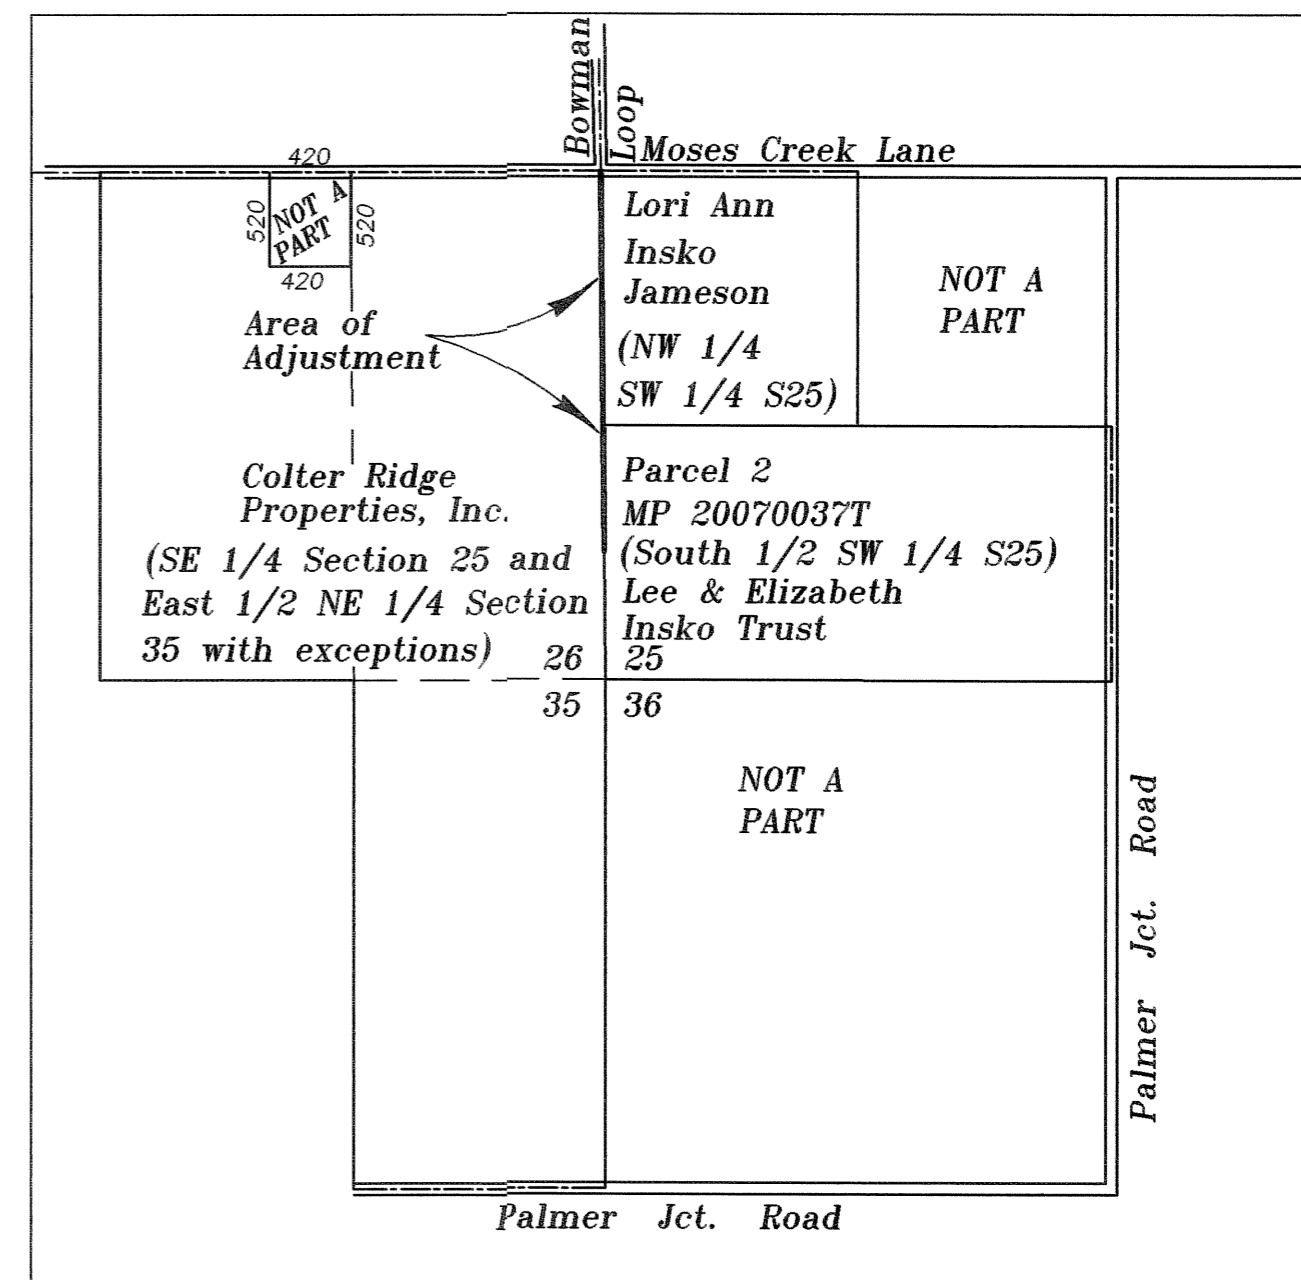 Bowman
Loop
Moses Creek Lane
420
520
NOT A
PART
520
420
Lori Ann
Insko
Jameson
(NW 1/4
SW 1/4 S25)
NOT A
PART
Area of
Adjustment
Colter Ridge
Properties, Inc.
(SE 1/4 Section 25 and
East 1/2 NE 1/4 Section
35 with exceptions)
Parcel 2
MP 20070037T
(South 1/2 SW 1/4 S25)
Lee & Elizabeth
Insko Trust
26 25
35 36
NOT A
PART
Palmer Jct. Road
Palmer Jct. Road